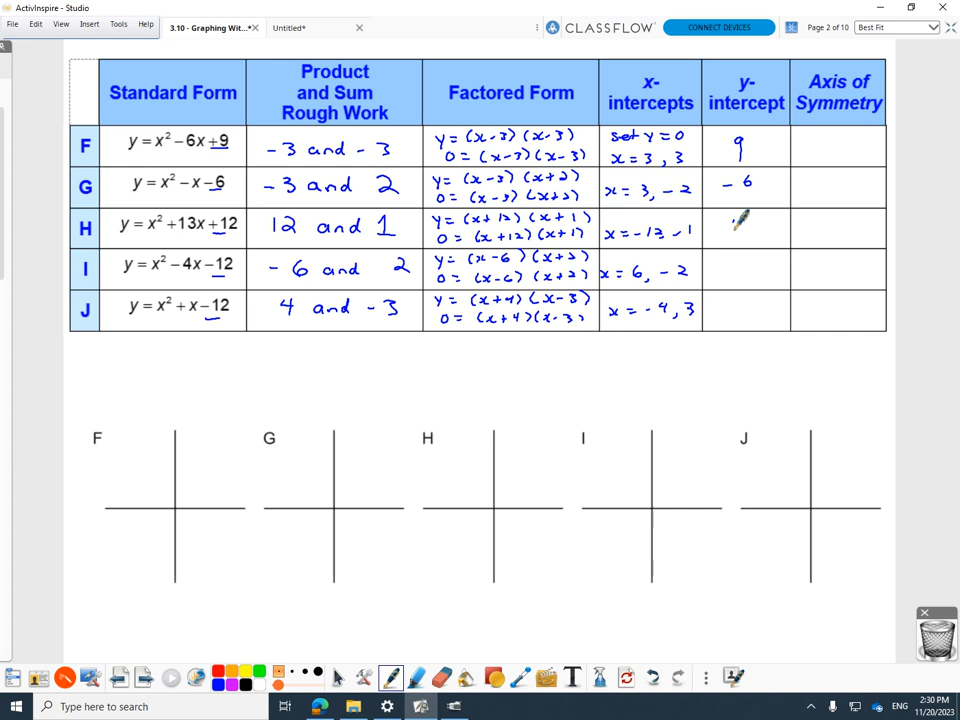 ActivInspire - Studio
File Edit View Insert Tools Help
3.10 - Graphing Wit...* Untitled*
CLASSFLOW CONNECT DEVICES Page 2 of 10 Best Fit
Standard Form
Product and Sum Rough Work
Factored Form
x-intercepts
y-intercept
Axis of Symmetry
F y = x² − 6x + 9 -3 and -3 y = (x-3)(x-3) set y = 0 9
0 = (x-3)(x-3) x = 3, 3
G y = x² − x − 6 -3 and 2 y = (x-3)(x+2) x = 3, -2 -6
0 = (x-3)(x+2)
H y = x² + 13x + 12 12 and 1 y = (x+12)(x+1) x = -12, -1
0 = (x+12)(x+1)
I y = x² − 4x − 12 -6 and 2 y = (x-6)(x+2) x = 6, -2
0 = (x-6)(x+2)
J y = x² + x − 12 4 and -3 y = (x+4)(x-3) x = -4, 3
0 = (x+4)(x-3)
F G H I J
Type here to search
ENG
2:30 PM
11/20/2023